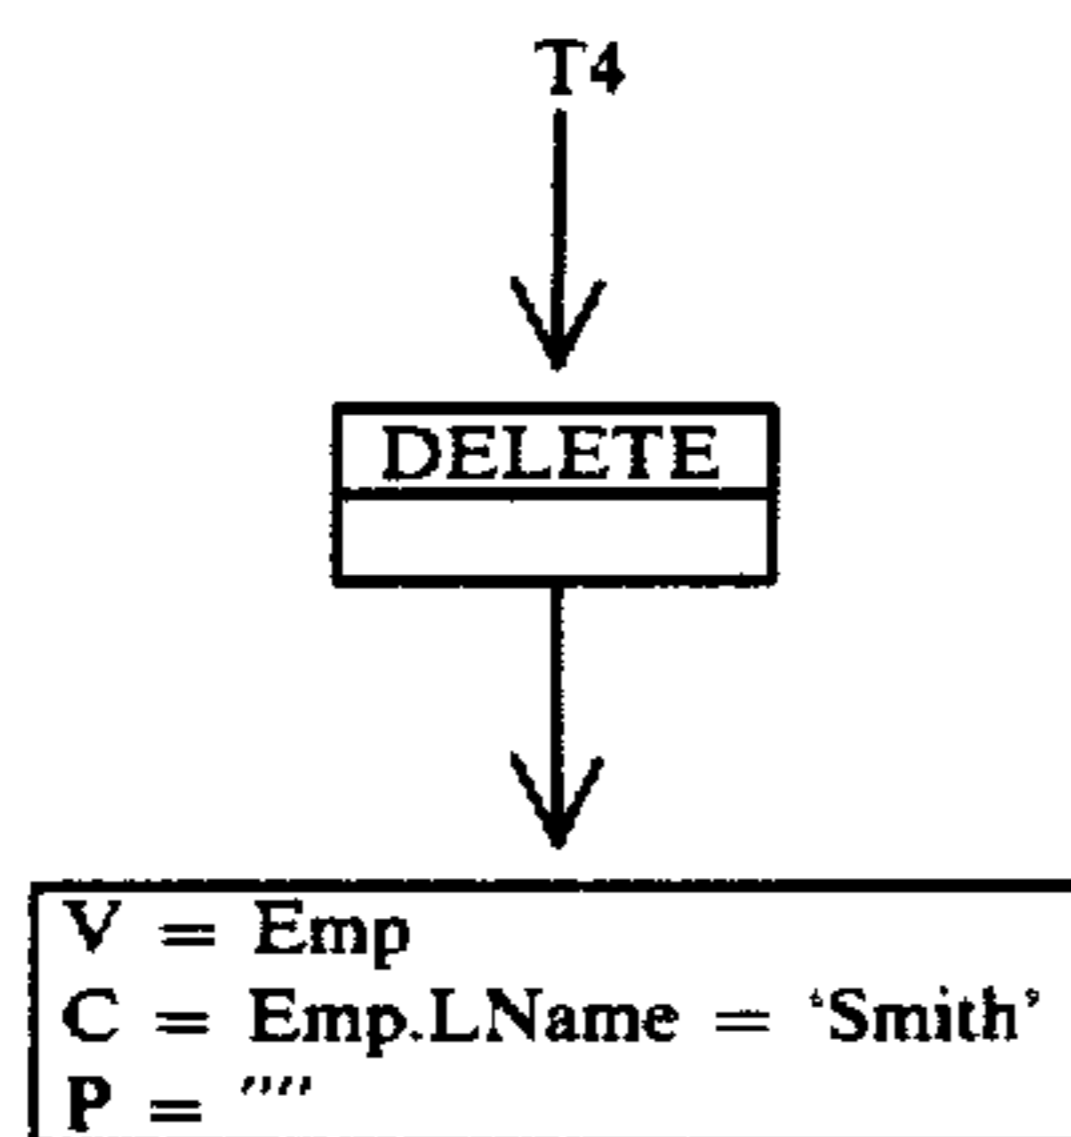 T4
DELETE
V = Emp
C = Emp.LName = ‘Smith’
P = """"